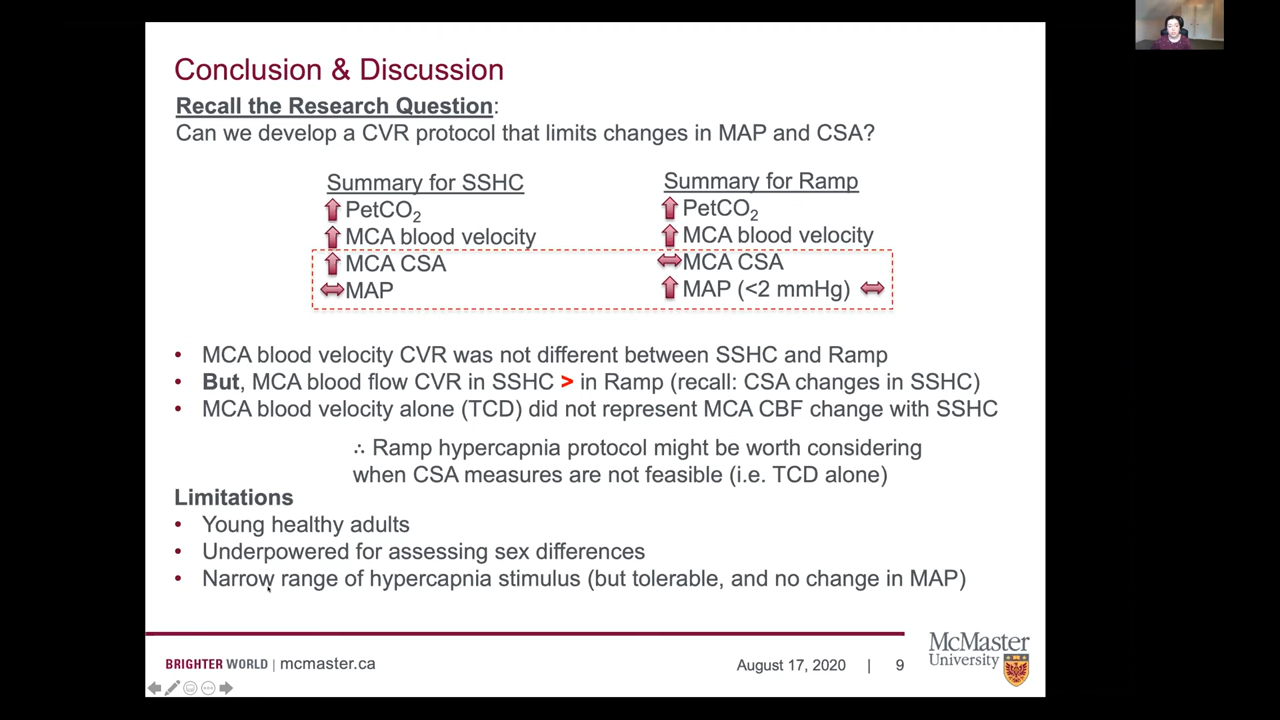 Conclusion & Discussion
Recall the Research Question:
Can we develop a CVR protocol that limits changes in MAP and CSA?
Summary for SSHC
PetCO₂
MCA blood velocity
MCA CSA
MAP
Summary for Ramp
PetCO₂
MCA blood velocity
MCA CSA
MAP (<2 mmHg)
• MCA blood velocity CVR was not different between SSHC and Ramp
• But, MCA blood flow CVR in SSHC > in Ramp (recall: CSA changes in SSHC)
• MCA blood velocity alone (TCD) did not represent MCA CBF change with SSHC
∴ Ramp hypercapnia protocol might be worth considering
when CSA measures are not feasible (i.e. TCD alone)
Limitations
• Young healthy adults
• Underpowered for assessing sex differences
• Narrow range of hypercapnia stimulus (but tolerable, and no change in MAP)
BRIGHTER WORLD | mcmaster.ca
August 17, 2020 | 9
McMaster
University